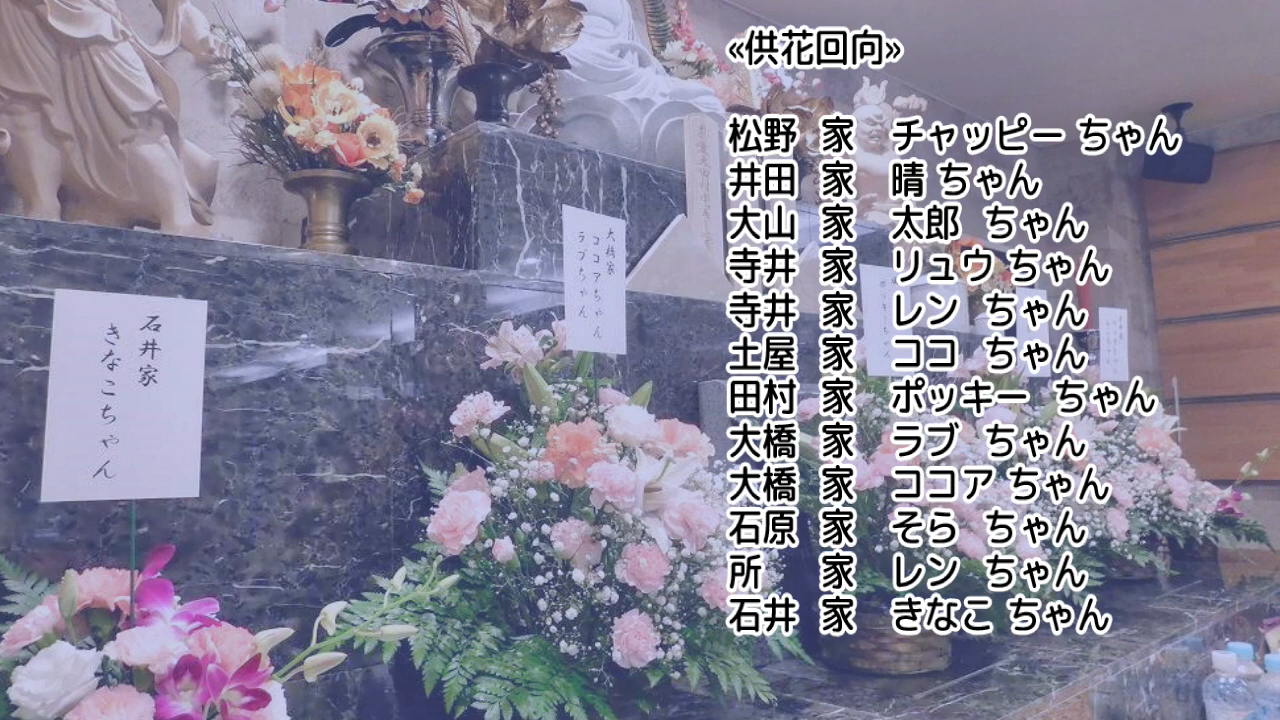 «供花回向»
松野 家 チャッピー ちゃん
井田 家 晴 ちゃん
大山 家 太郎 ちゃん
寺井 家 リュウ ちゃん
寺井 家 レン ちゃん
土屋 家 ココ ちゃん
田村 家 ポッキー ちゃん
大橋 家 ラブ ちゃん
大橋 家 ココア ちゃん
石原 家 そら ちゃん
所 家 レン ちゃん
石井 家 きなこ ちゃん
大橋家
ココアちゃん
ラブちゃん
石井家
きなこちゃん